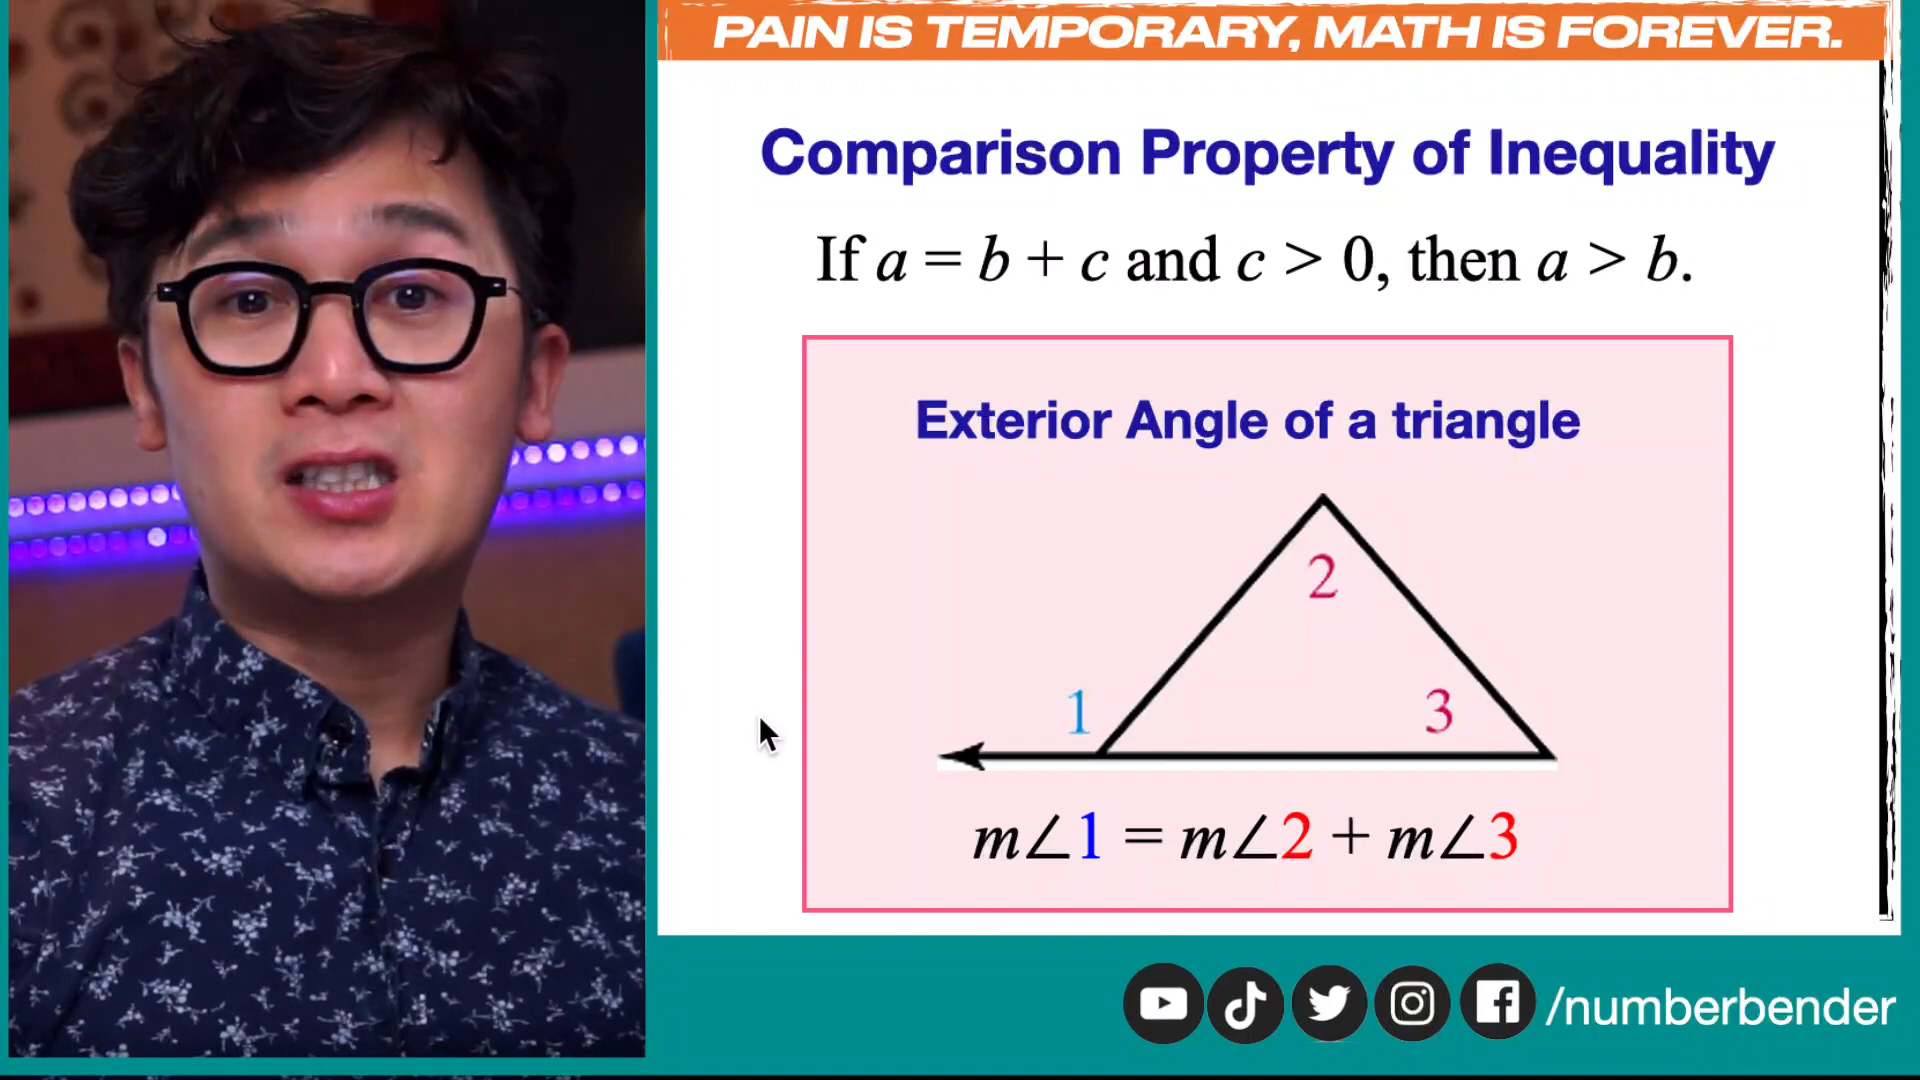 PAIN IS TEMPORARY, MATH IS FOREVER.
Comparison Property of Inequality
If a = b + c and c > 0, then a > b.
Exterior Angle of a triangle
2
1
3
m∠1 = m∠2 + m∠3
/numberbender